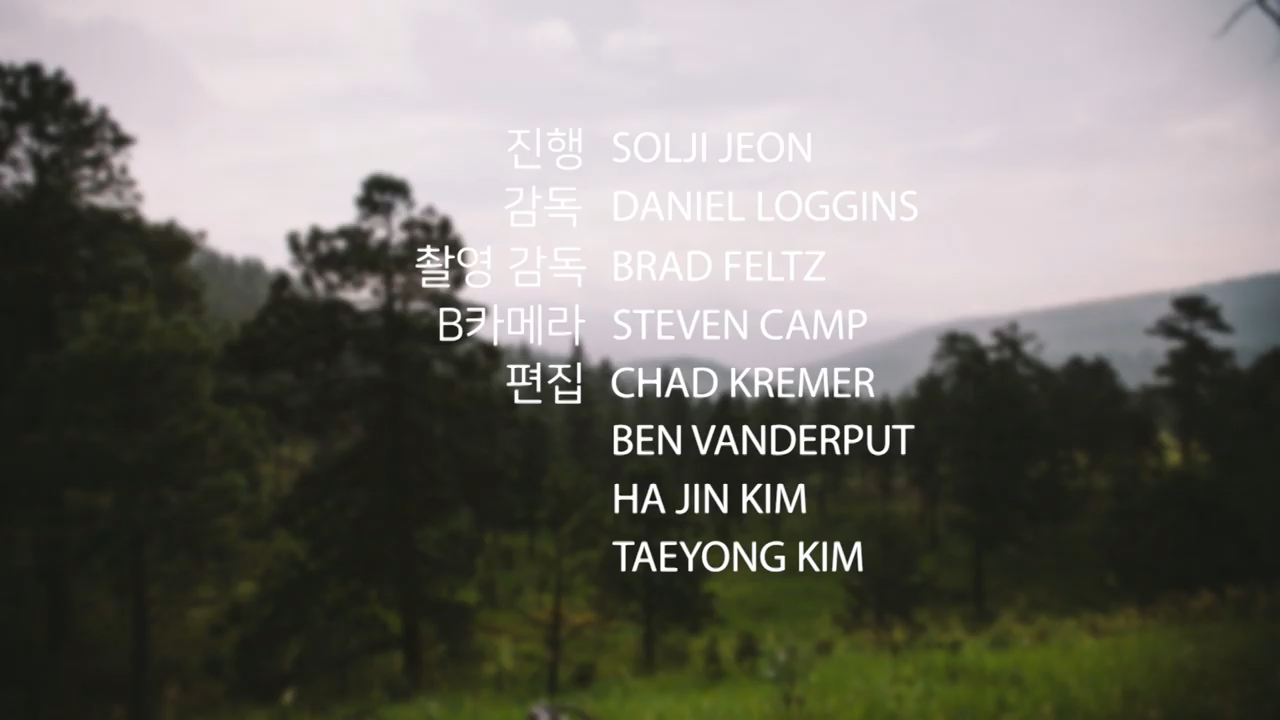 진행 SOLJI JEON
감독 DANIEL LOGGINS
촬영 감독 BRAD FELTZ
B카메라 STEVEN CAMP
편집 CHAD KREMER
BEN VANDERPUT
HA JIN KIM
TAEYONG KIM